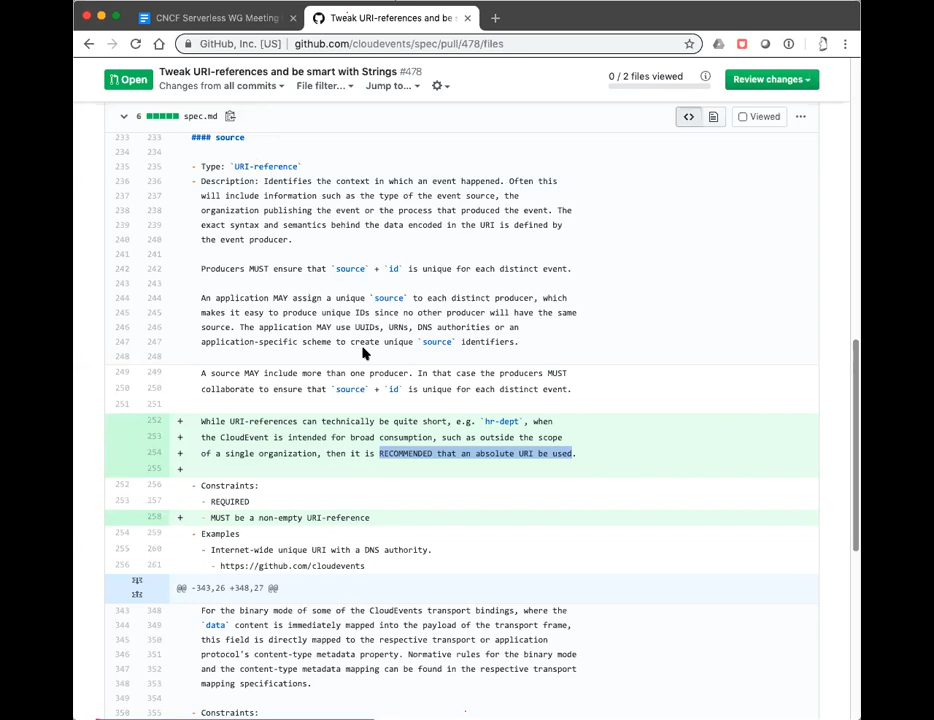 CNCF Serverless WG Meeting
Tweak URI-references and be s
GitHub, Inc. [US] | github.com/cloudevents/spec/pull/478/files
Open
Tweak URI-references and be smart with Strings #478
Changes from all commits
File filter...
Jump to...
0 / 2 files viewed
Review changes
6 spec.md
Viewed
233 233 #### source
234 234
235 235 - Type: `URI-reference`
236 236 - Description: Identifies the context in which an event happened. Often this
237 237 will include information such as the type of the event source, the
238 238 organization publishing the event or the process that produced the event. The
239 239 exact syntax and semantics behind the data encoded in the URI is defined by
240 240 the event producer.
241 241
242 242 Producers MUST ensure that `source` + `id` is unique for each distinct event.
243 243
244 244 An application MAY assign a unique `source` to each distinct producer, which
245 245 makes it easy to produce unique IDs since no other producer will have the same
246 246 source. The application MAY use UUIDs, URNs, DNS authorities or an
247 247 application-specific scheme to create unique `source` identifiers.
248 248
249 249 A source MAY include more than one producer. In that case the producers MUST
250 250 collaborate to ensure that `source` + `id` is unique for each distinct event.
251 251
252 + While URI-references can technically be quite short, e.g. `hr-dept`, when
253 + the CloudEvent is intended for broad consumption, such as outside the scope
254 + of a single organization, then it is RECOMMENDED that an absolute URI be used.
255 +
252 256 - Constraints:
253 257 - REQUIRED
258 + - MUST be a non-empty URI-reference
254 259 - Examples
255 260 - Internet-wide unique URI with a DNS authority.
256 261 - https://github.com/cloudevents
@@ -343,26 +348,27 @@
343 348 For the binary mode of some of the CloudEvents transport bindings, where the
344 349 `data` content is immediately mapped into the payload of the transport frame,
345 350 this field is directly mapped to the respective transport or application
346 351 protocol's content-type metadata property. Normative rules for the binary mode
347 352 and the content-type metadata mapping can be found in the respective transport
348 353 mapping specifications.
349 354
350 355 - Constraints: